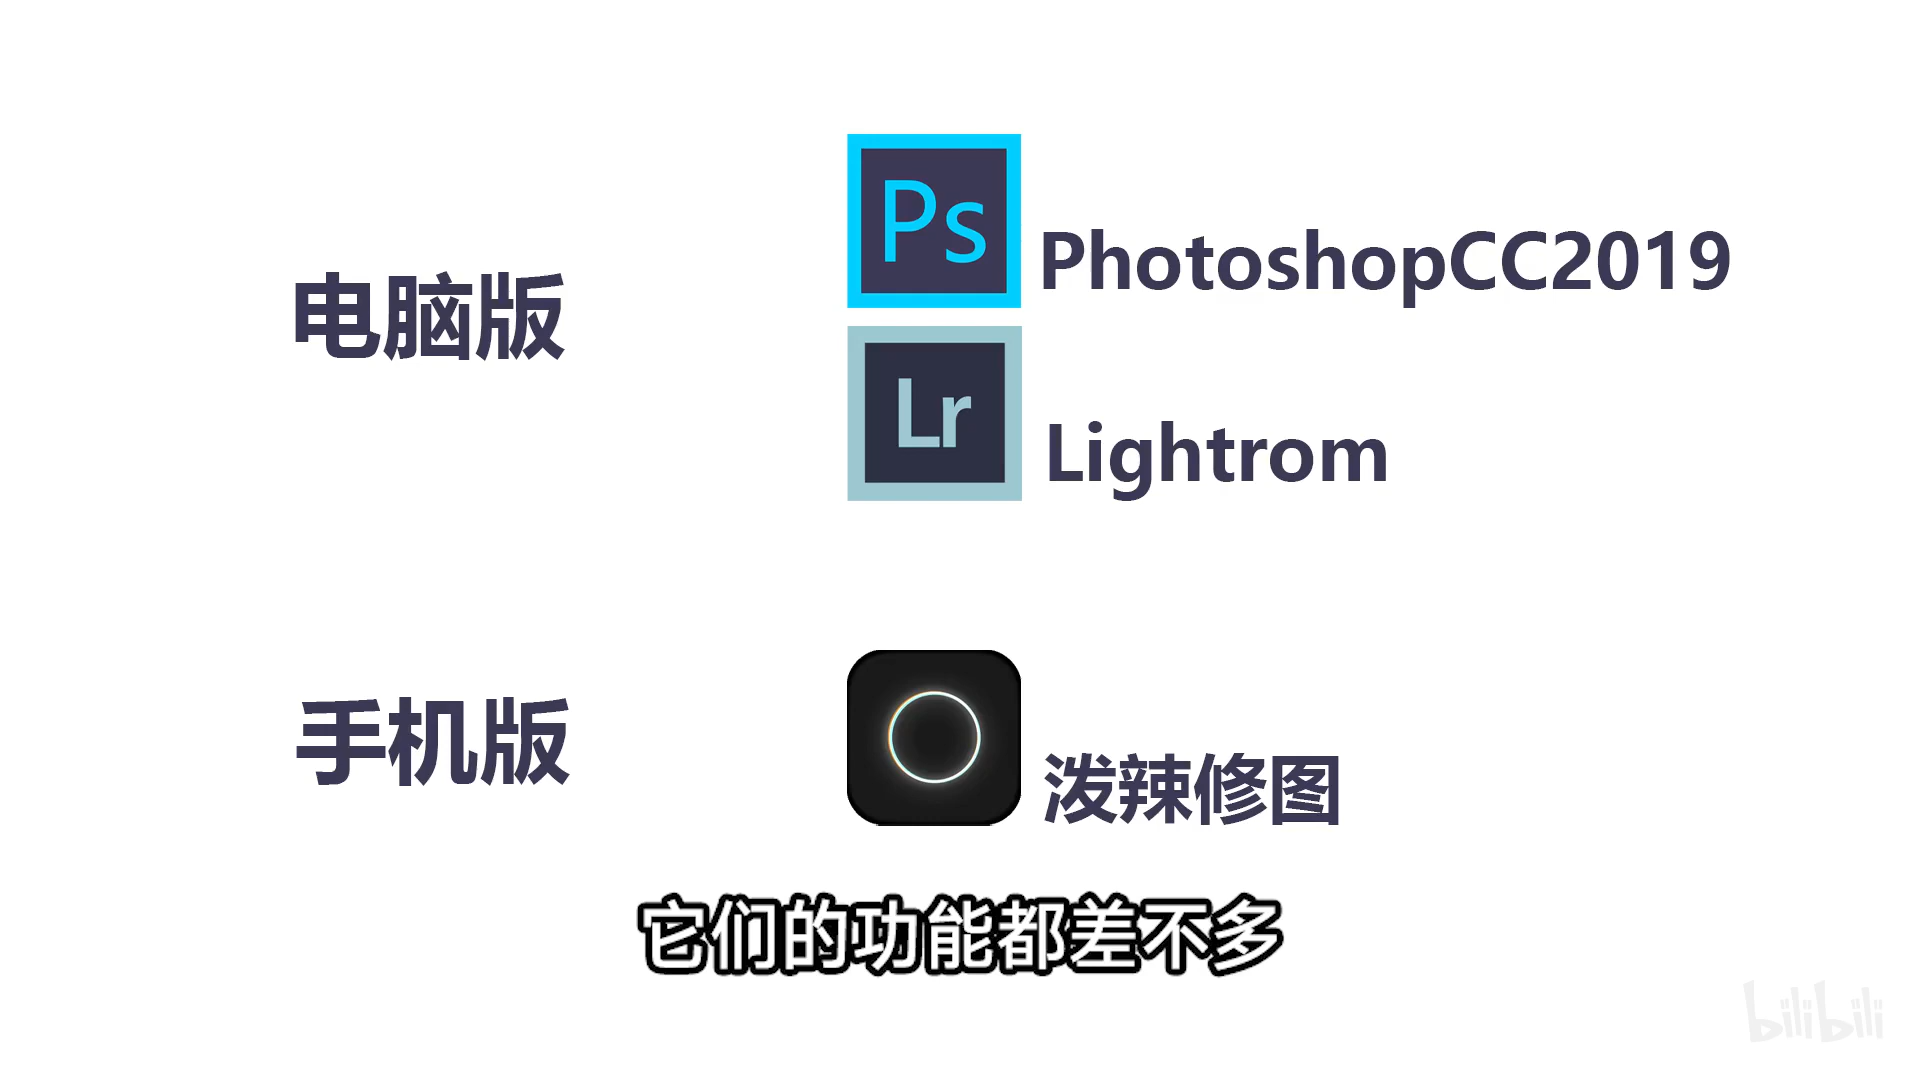 Ps
PhotoshopCC2019
电脑版
Lr
Lightrom
手机版
泼辣修图
它们的功能都差不多
bilibili